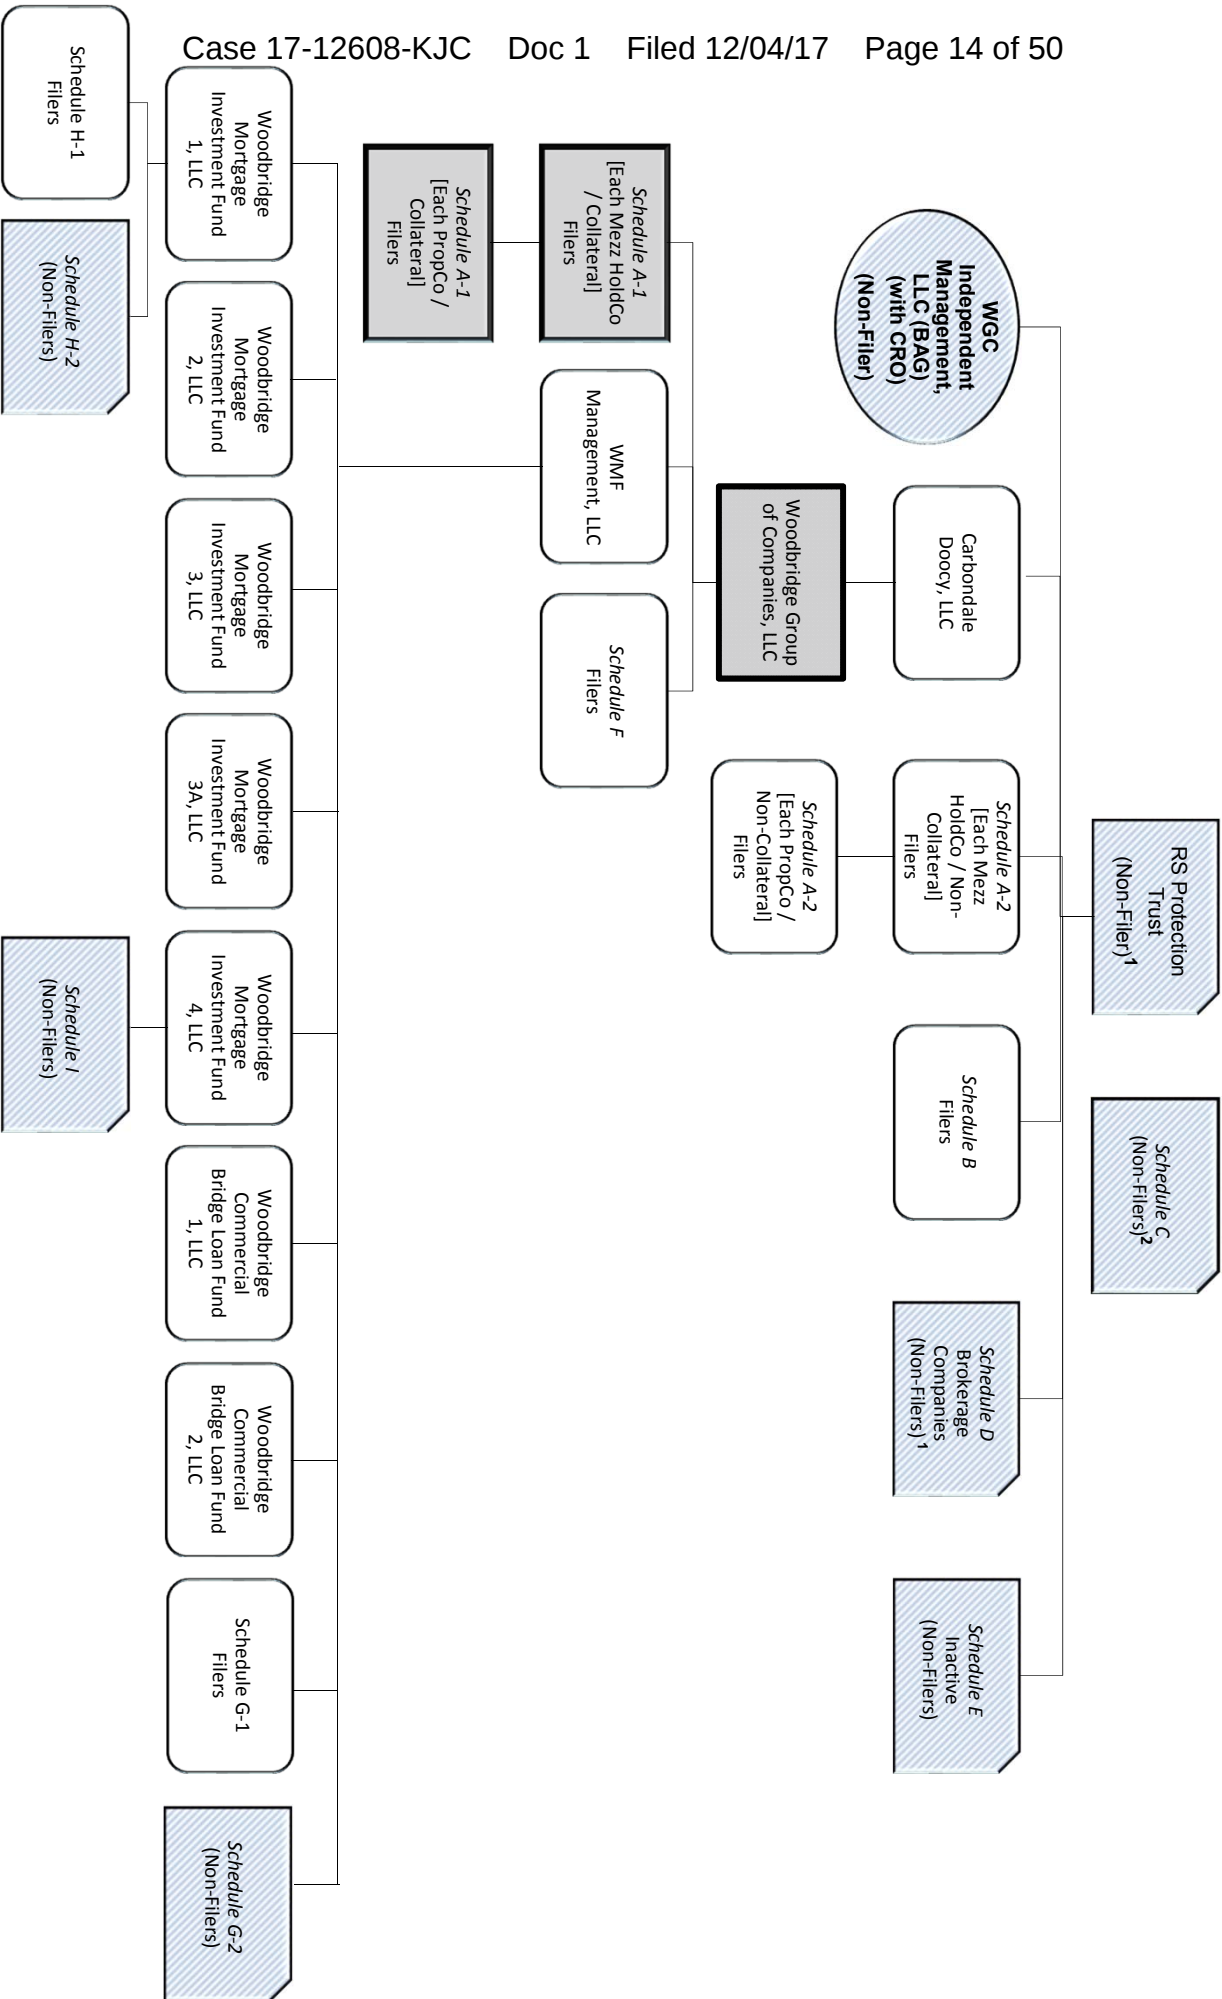 Case 17-12608-KJC Doc 1 Filed 12/04/17 Page 14 of 50
RS Protection
Trust
(Non-Filer)1
Schedule C
(Non-Filers)2
WGC
Independent
Management,
LLC (BAG)
(with CRO)
(Non-Filer)
Carbondale
Doocy, LLC
Schedule A-2
[Each Mezz
HoldCo / Non-
Collateral]
Filers
Schedule B
Filers
Schedule D
Brokerage
Companies
(Non-Filers)1
Schedule E
Inactive
(Non-Filers)
Woodbridge Group
of Companies, LLC
Schedule A-2
[Each PropCo /
Non-Collateral]
Filers
Schedule A-1
[Each Mezz HoldCo
/ Collateral]
Filers
WMF
Management, LLC
Schedule F
Filers
Schedule A-1
[Each PropCo /
Collateral]
Filers
Woodbridge
Mortgage
Investment Fund
1, LLC
Woodbridge
Mortgage
Investment Fund
2, LLC
Woodbridge
Mortgage
Investment Fund
3, LLC
Woodbridge
Mortgage
Investment Fund
3A, LLC
Woodbridge
Mortgage
Investment Fund
4, LLC
Woodbridge
Commercial
Bridge Loan Fund
1, LLC
Woodbridge
Commercial
Bridge Loan Fund
2, LLC
Schedule G-1
Filers
Schedule G-2
(Non-Filers)
Schedule H-1
Filers
Schedule H-2
(Non-Filers)
Schedule I
(Non-Filers)